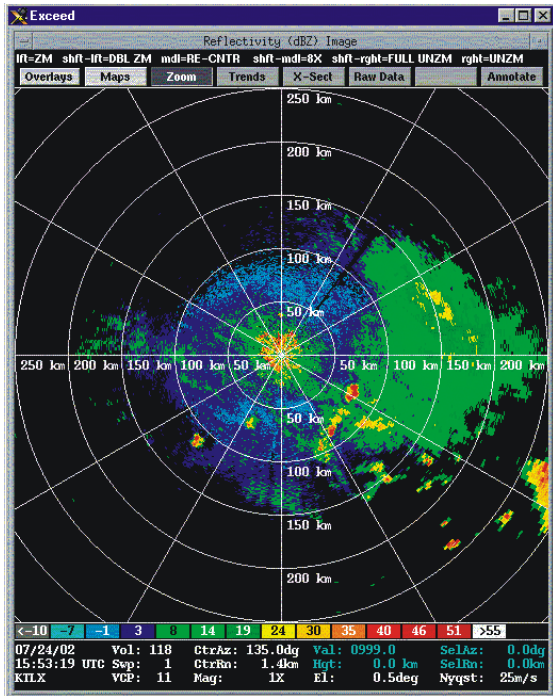 Exceed
Reflectivity (dBZ) Image
lft=ZM shft-lft=DBL ZM mdl=RE-CNTR shft-mdl=8X shft-rght=FULL UNZM rght=UNZM
Overlays Maps Zoom Trends X-Sect Raw Data Annotate
250 km
200 km
150 km
100 km
50 km
250 km 200 km 150 km 100 km 50 km 50 km 100 km 150 km 200 km
50 km
100 km
150 km
200 km
<-10 -7 -1 3 8 14 19 24 30 35 40 46 51 >55
07/24/02 Vol: 118 CtrAz: 135.0dg Val: 0999.0 SelAz: 0.0dg
15:53:19 UTC Swp: 1 CtrRn: 1.4km Hgt: 0.0 km SelRn: 0.0km
KTLX VCP: 11 Mag: 1X El: 0.5deg Nyqst: 25m/s